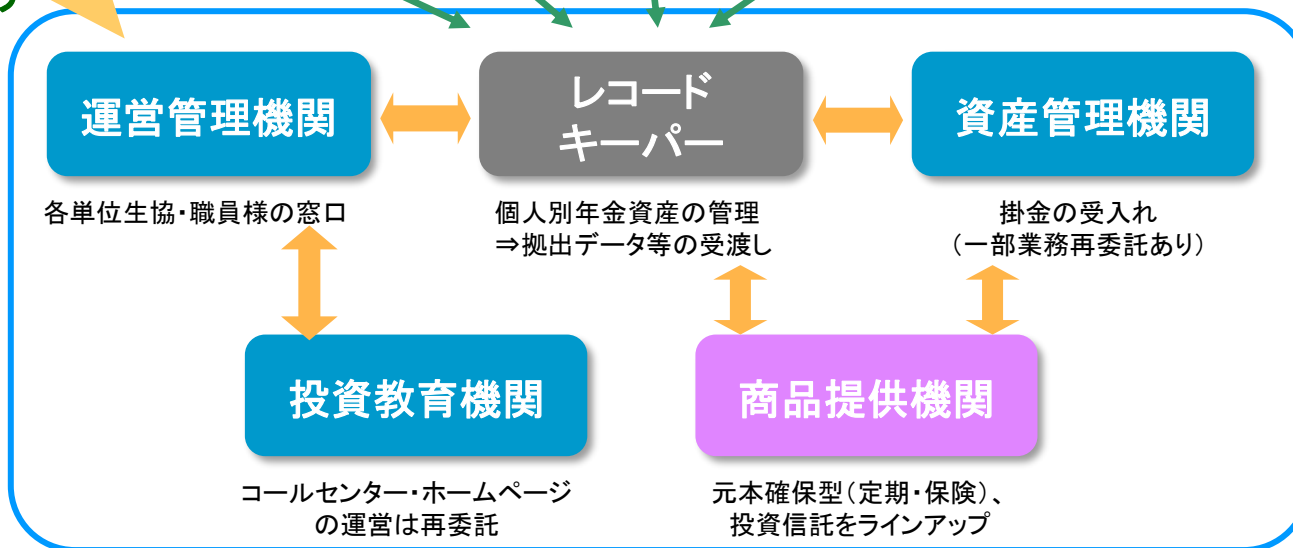 運営管理機関
レコード
キーパー
資産管理機関
各単位生協・職員様の窓口
個人別年金資産の管理
⇒拠出データ等の受渡し
掛金の受入れ
（一部業務再委託あり）
投資教育機関
商品提供機関
コールセンター・ホームページ
の運営は再委託
元本確保型（定期・保険）、
投資信託をラインアップ